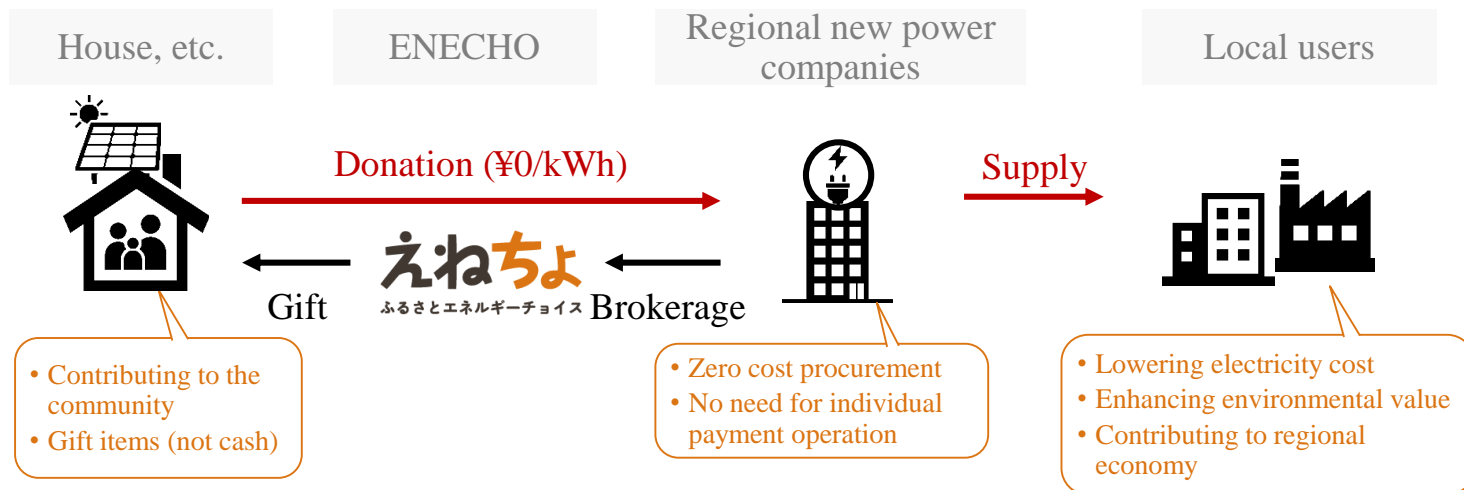 House, etc.
ENECHO
Regional new power
companies
Local users
Donation (¥0/kWh)
Supply
えねちょ
ふるさとエネルギーチョイス
Gift
Brokerage
• Contributing to the
community
• Gift items (not cash)
• Zero cost procurement
• No need for individual
payment operation
• Lowering electricity cost
• Enhancing environmental value
• Contributing to regional
economy